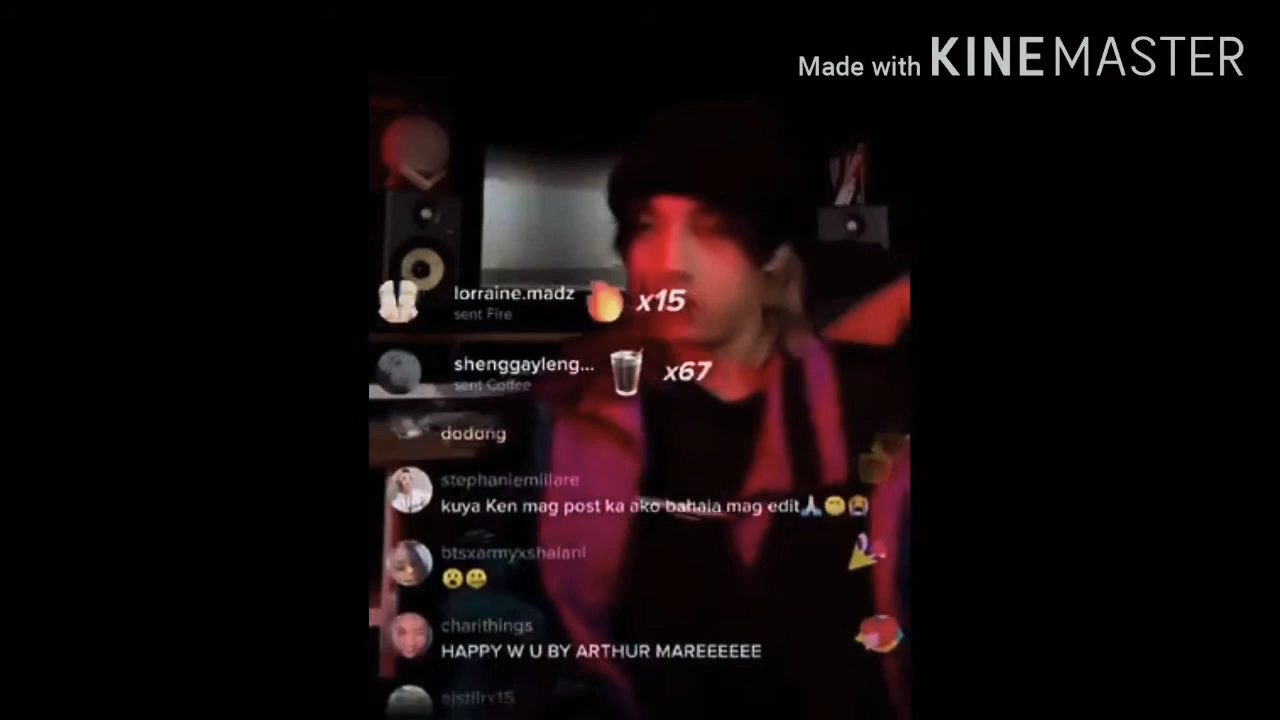 Made with KINEMASTER
lorraine.madz x15
sent Fire
shenggayleng... x67
sent Coffee
dodong
stephaniemillare
kuya Ken mag post ka ako bahala mag edit🙏😁😭
btsxarmyxshalani
😮😀
charithings
HAPPY W U BY ARTHUR MAREEEEEE
ejstllrx15